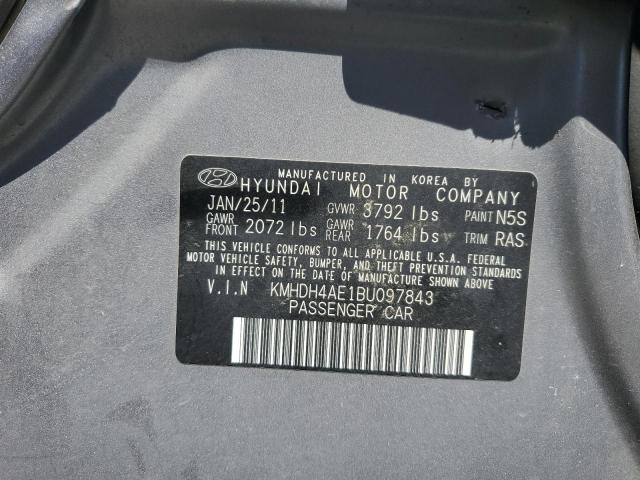 MANUFACTURED IN KOREA BY
HYUNDAI MOTOR COMPANY
JAN/25/11 GVWR 3792 lbs PAINT N5S
GAWR FRONT 2072 lbs GAWR REAR 1764 lbs TRIM RAS
THIS VEHICLE CONFORMS TO ALL APPLICABLE U.S.A. FEDERAL
MOTOR VEHICLE SAFETY, BUMPER, AND THEFT PREVENTION STANDARDS
IN EFFECT ON THE DATE OF MANUFACTURE SHOWN ABOVE
V.I.N KMHDH4AE1BU097843
PASSENGER CAR